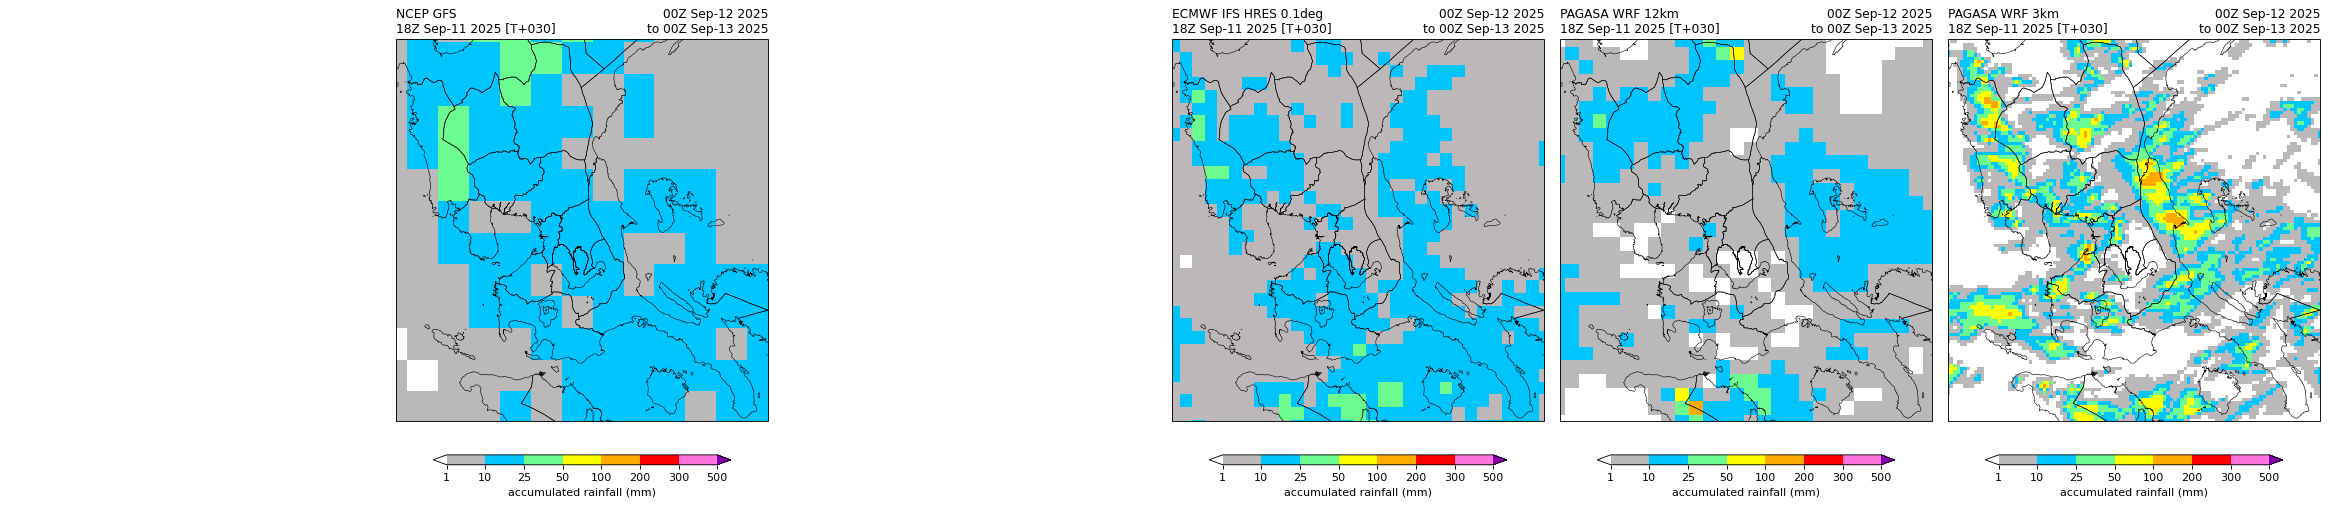 NCEP GFS 00Z Sep-12 2025
18Z Sep-11 2025 [T+030] to 00Z Sep-13 2025
1 10 25 50 100 200 300 500
accumulated rainfall (mm)
ECMWF IFS HRES 0.1deg 00Z Sep-12 2025
18Z Sep-11 2025 [T+030] to 00Z Sep-13 2025
1 10 25 50 100 200 300 500
accumulated rainfall (mm)
PAGASA WRF 12km 00Z Sep-12 2025
18Z Sep-11 2025 [T+030] to 00Z Sep-13 2025
1 10 25 50 100 200 300 500
accumulated rainfall (mm)
PAGASA WRF 3km 00Z Sep-12 2025
18Z Sep-11 2025 [T+030] to 00Z Sep-13 2025
1 10 25 50 100 200 300 500
accumulated rainfall (mm)